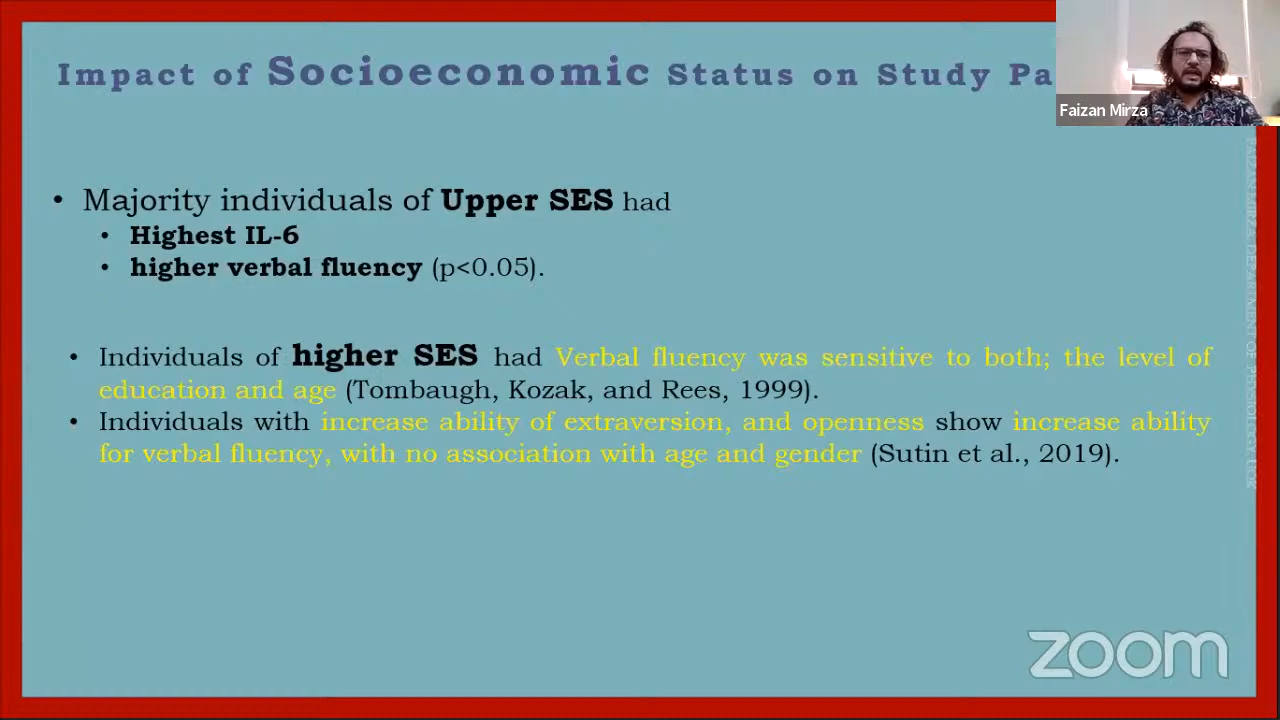 Impact of Socioeconomic Status on Study Pa
Faizan Mirza
• Majority individuals of Upper SES had
• Highest IL-6
• higher verbal fluency (p<0.05).
• Individuals of higher SES had Verbal fluency was sensitive to both; the level of
education and age (Tombaugh, Kozak, and Rees, 1999).
• Individuals with increase ability of extraversion, and openness show increase ability
for verbal fluency, with no association with age and gender (Sutin et al., 2019).
zoom